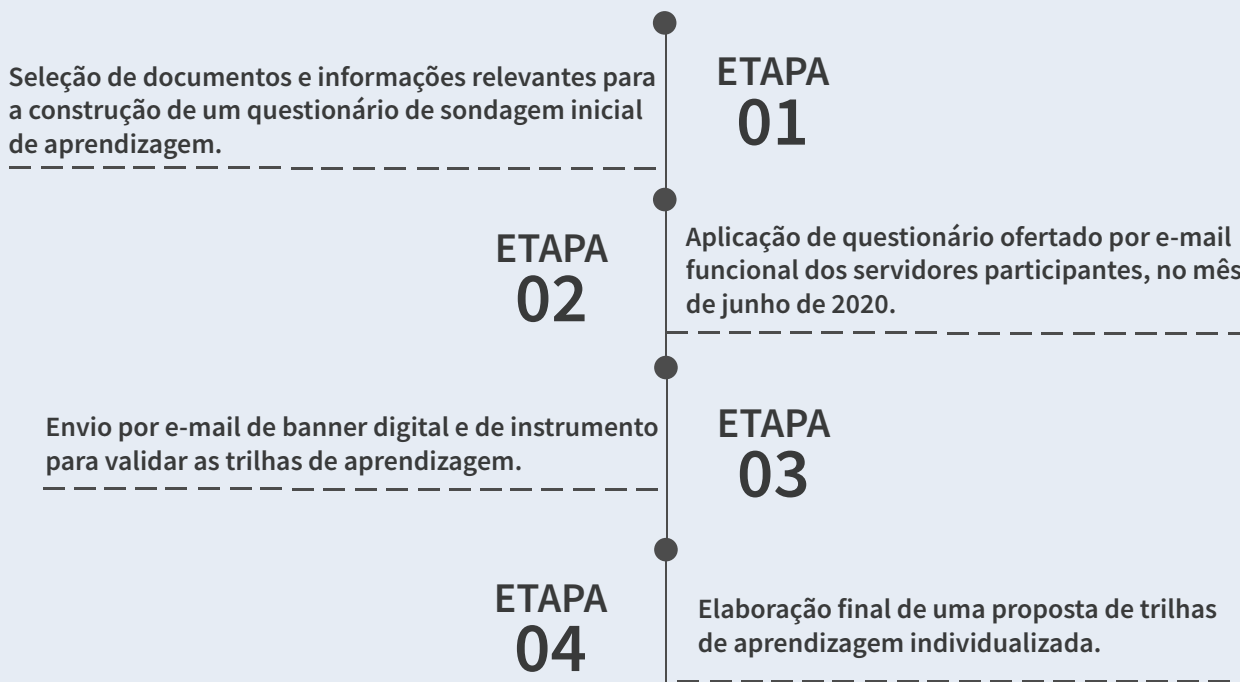 Seleção de documentos e informações relevantes para
a construção de um questionário de sondagem inicial
de aprendizagem.
ETAPA
01
ETAPA
02
Aplicação de questionário ofertado por e-mail
funcional dos servidores participantes, no mês
de junho de 2020.
Envio por e-mail de banner digital e de instrumento
para validar as trilhas de aprendizagem.
ETAPA
03
ETAPA
04
Elaboração final de uma proposta de trilhas
de aprendizagem individualizada.